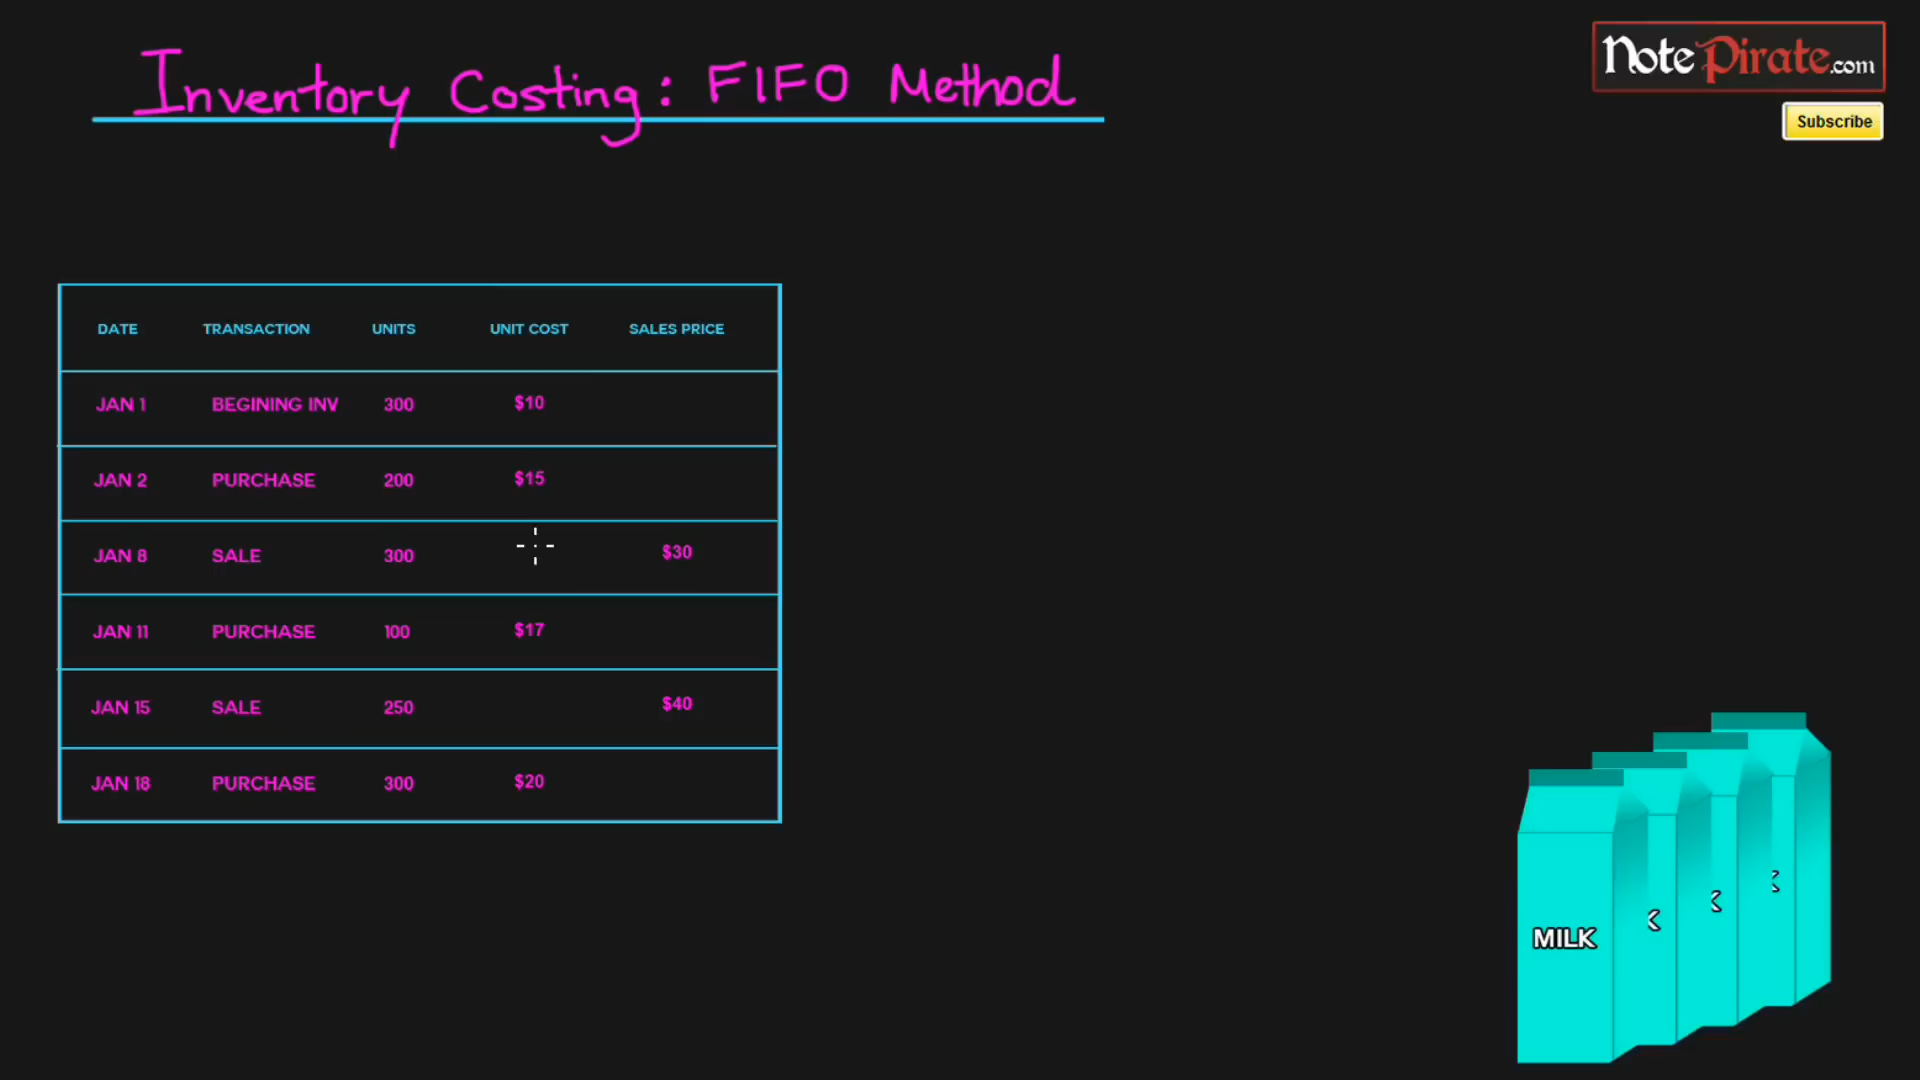 Inventory Costing: FIFO Method
NotePirate.com
Subscribe
DATE TRANSACTION UNITS UNIT COST SALES PRICE
JAN 1 BEGINING INV 300 $10
JAN 2 PURCHASE 200 $15
JAN 8 SALE 300 $30
JAN 11 PURCHASE 100 $17
JAN 15 SALE 250 $40
JAN 18 PURCHASE 300 $20
MILK
K
K
K